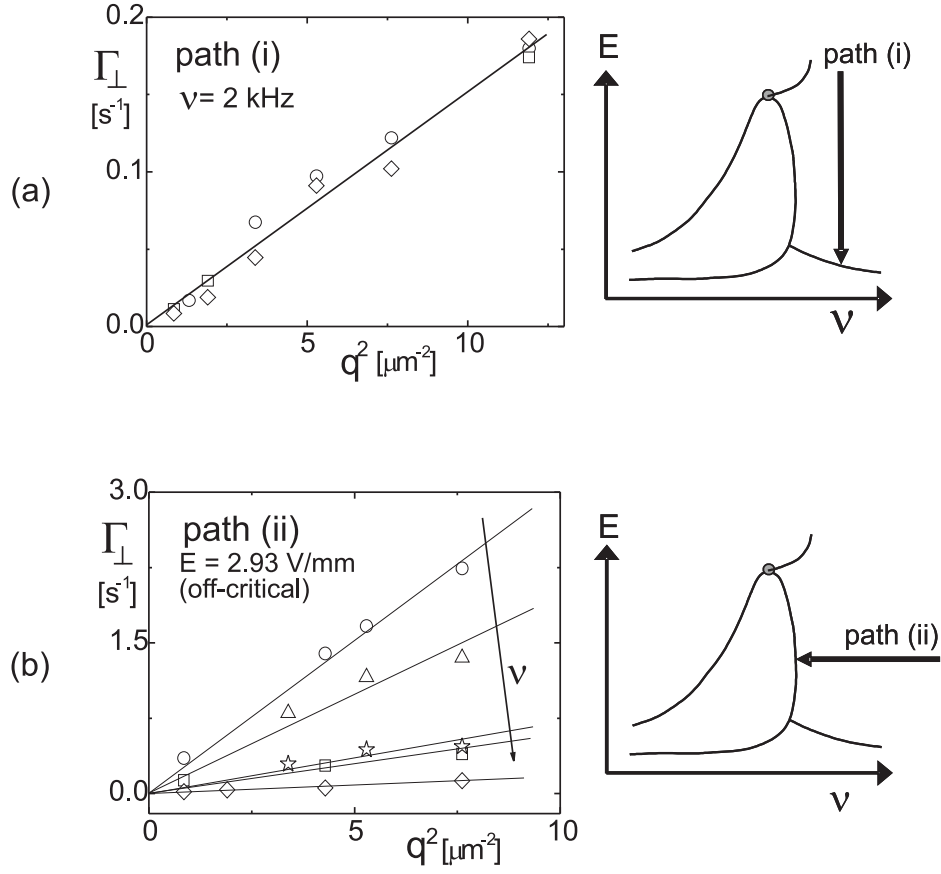 (a)
Γ⊥
[s⁻¹]
0.2
0.1
0.0
path (i)
ν= 2 kHz
0
5
10
q² [μm⁻²]
E
path (i)
ν
(b)
Γ⊥
[s⁻¹]
3.0
1.5
0.0
path (ii)
E = 2.93 V/mm
(off-critical)
ν
0
5
10
q² [μm⁻²]
E
path (ii)
ν